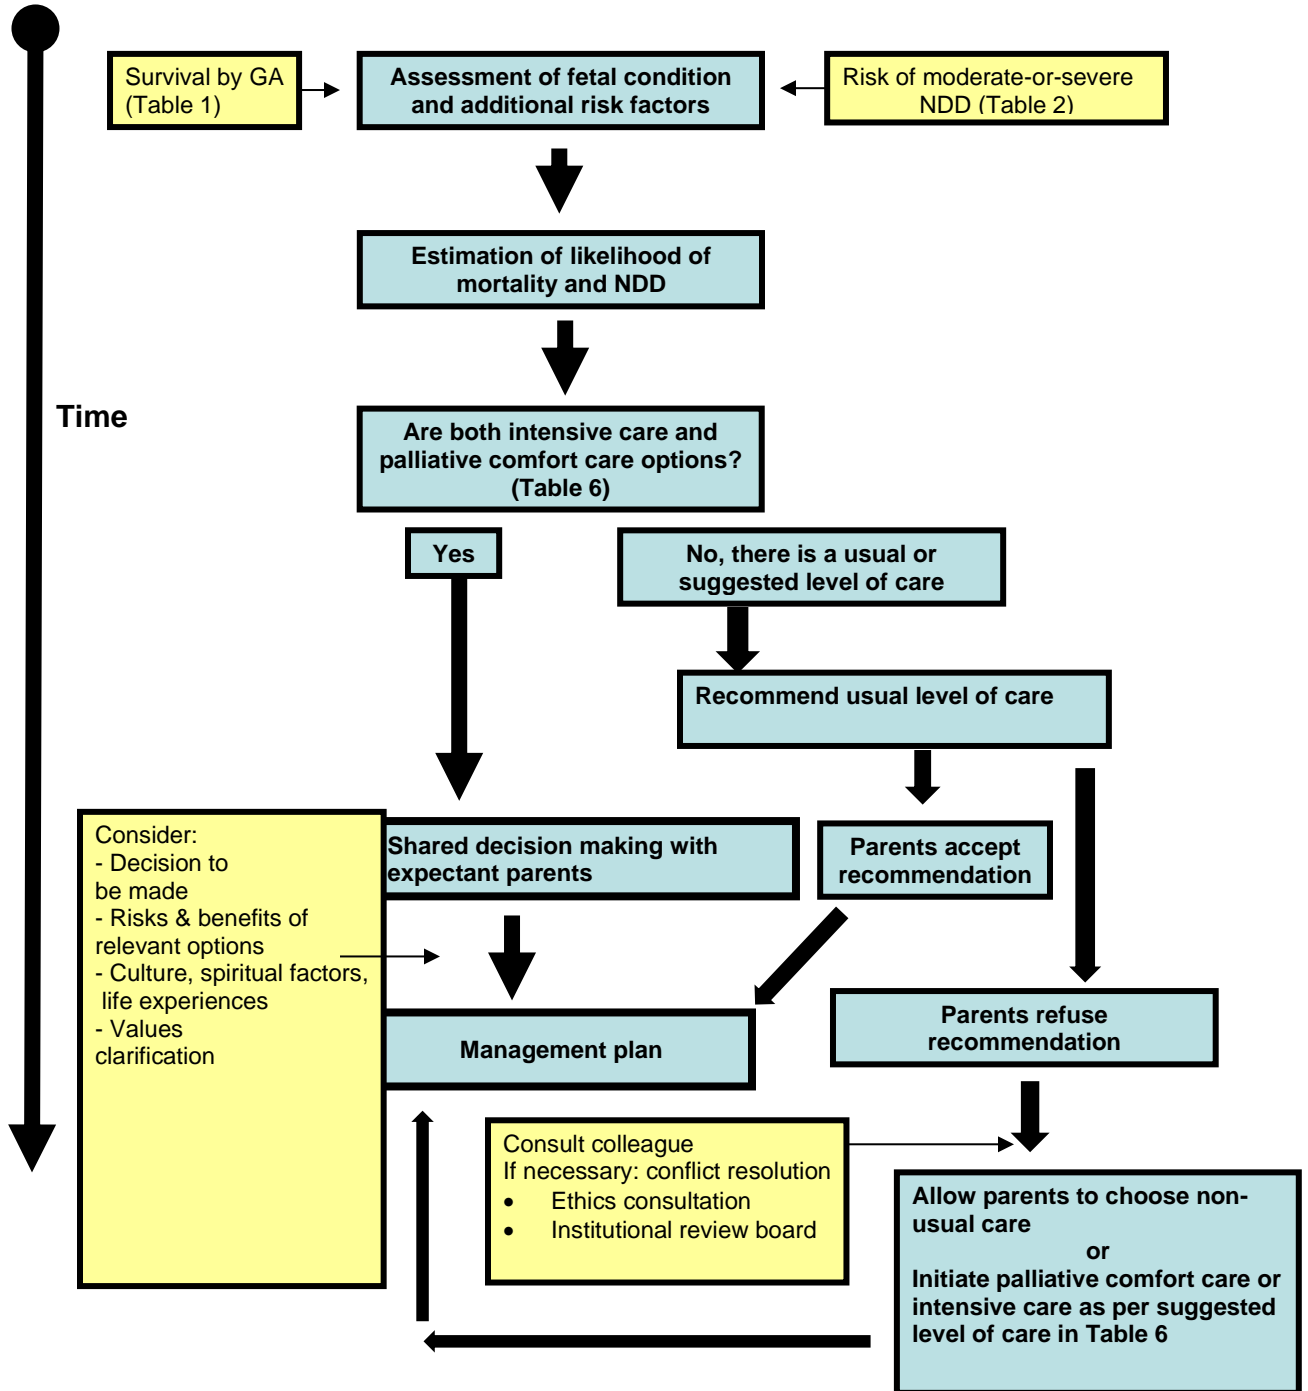 Survival by GA
(Table 1)
Assessment of fetal condition
and additional risk factors
Risk of moderate-or-severe
NDD (Table 2)
Estimation of likelihood of
mortality and NDD
Time
Are both intensive care and
palliative comfort care options?
(Table 6)
Yes
No, there is a usual or
suggested level of care
Recommend usual level of care
Consider:
- Decision to
be made
- Risks & benefits of
relevant options
- Culture, spiritual factors,
life experiences
- Values
clarification
Shared decision making with
expectant parents
Parents accept
recommendation
Management plan
Parents refuse
recommendation
Consult colleague
If necessary: conflict resolution
• Ethics consultation
• Institutional review board
Allow parents to choose non-
usual care
or
Initiate palliative comfort care or
intensive care as per suggested
level of care in Table 6